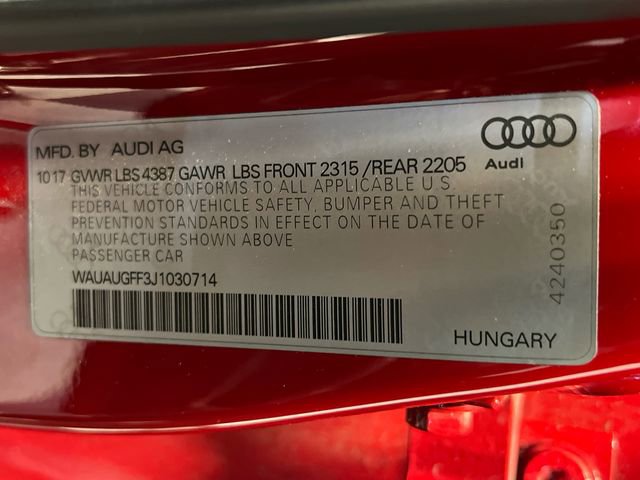 MFD. BY AUDI AG
Audi
10 17 GVWR LBS 4387 GAWR LBS FRONT 2315 /REAR 2205
THIS VEHICLE CONFORMS TO ALL APPLICABLE U.S.
FEDERAL MOTOR VEHICLE SAFETY, BUMPER AND THEFT
PREVENTION STANDARDS IN EFFECT ON THE DATE OF
MANUFACTURE SHOWN ABOVE
PASSENGER CAR
WAUAUGFF3J1030714
HUNGARY
4240350